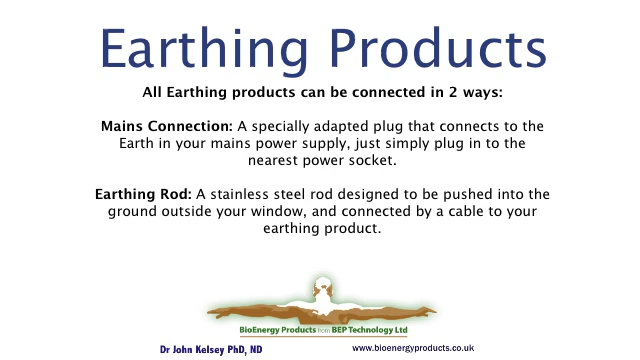 Earthing Products
All Earthing products can be connected in 2 ways:
Mains Connection: A specially adapted plug that connects to the
Earth in your mains power supply, just simply plug in to the
nearest power socket.
Earthing Rod: A stainless steel rod designed to be pushed into the
ground outside your window, and connected by a cable to your
earthing product.
BioEnergy Products from BEP Technology Ltd
Dr John Kelsey PhD, ND
www.bioenergyproducts.co.uk